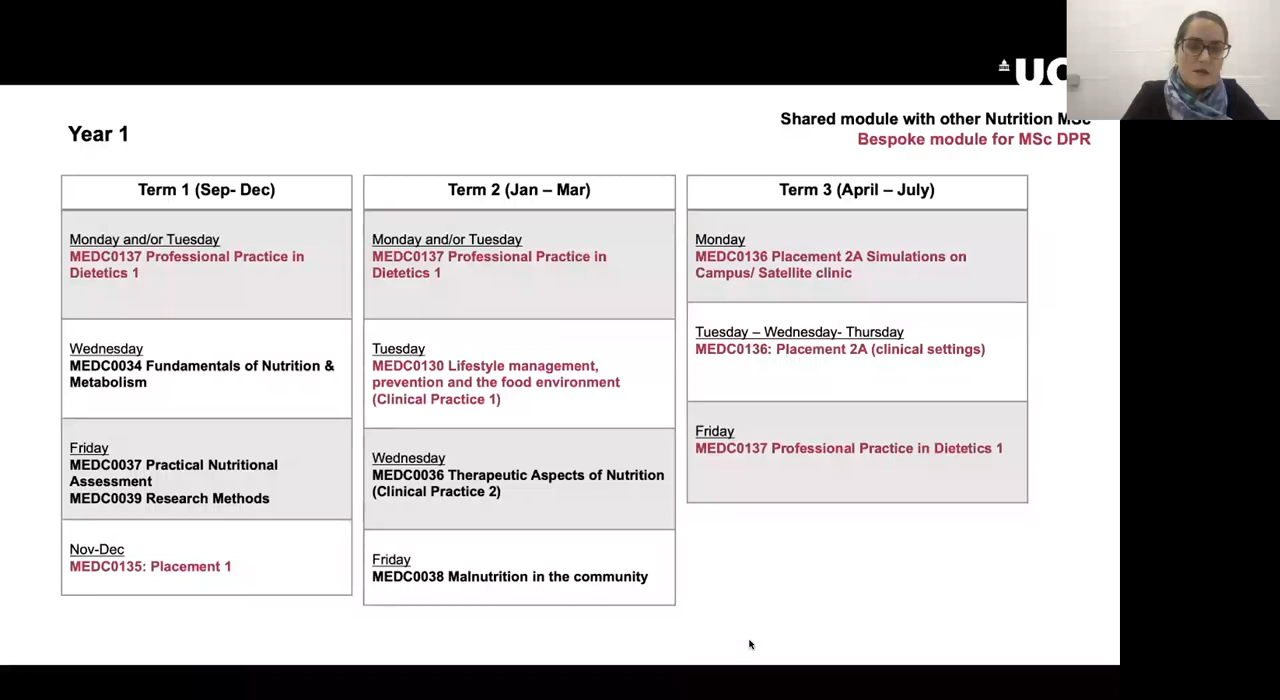 UC
Year 1
Shared module with other Nutrition MSc
Bespoke module for MSc DPR
Term 1 (Sep- Dec)
Monday and/or Tuesday
MEDC0137 Professional Practice in
Dietetics 1
Wednesday
MEDC0034 Fundamentals of Nutrition &
Metabolism
Friday
MEDC0037 Practical Nutritional
Assessment
MEDC0039 Research Methods
Nov-Dec
MEDC0135: Placement 1
Term 2 (Jan – Mar)
Monday and/or Tuesday
MEDC0137 Professional Practice in
Dietetics 1
Tuesday
MEDC0130 Lifestyle management,
prevention and the food environment
(Clinical Practice 1)
Wednesday
MEDC0036 Therapeutic Aspects of Nutrition
(Clinical Practice 2)
Friday
MEDC0038 Malnutrition in the community
Term 3 (April – July)
Monday
MEDC0136 Placement 2A Simulations on
Campus/ Satellite clinic
Tuesday – Wednesday- Thursday
MEDC0136: Placement 2A (clinical settings)
Friday
MEDC0137 Professional Practice in Dietetics 1